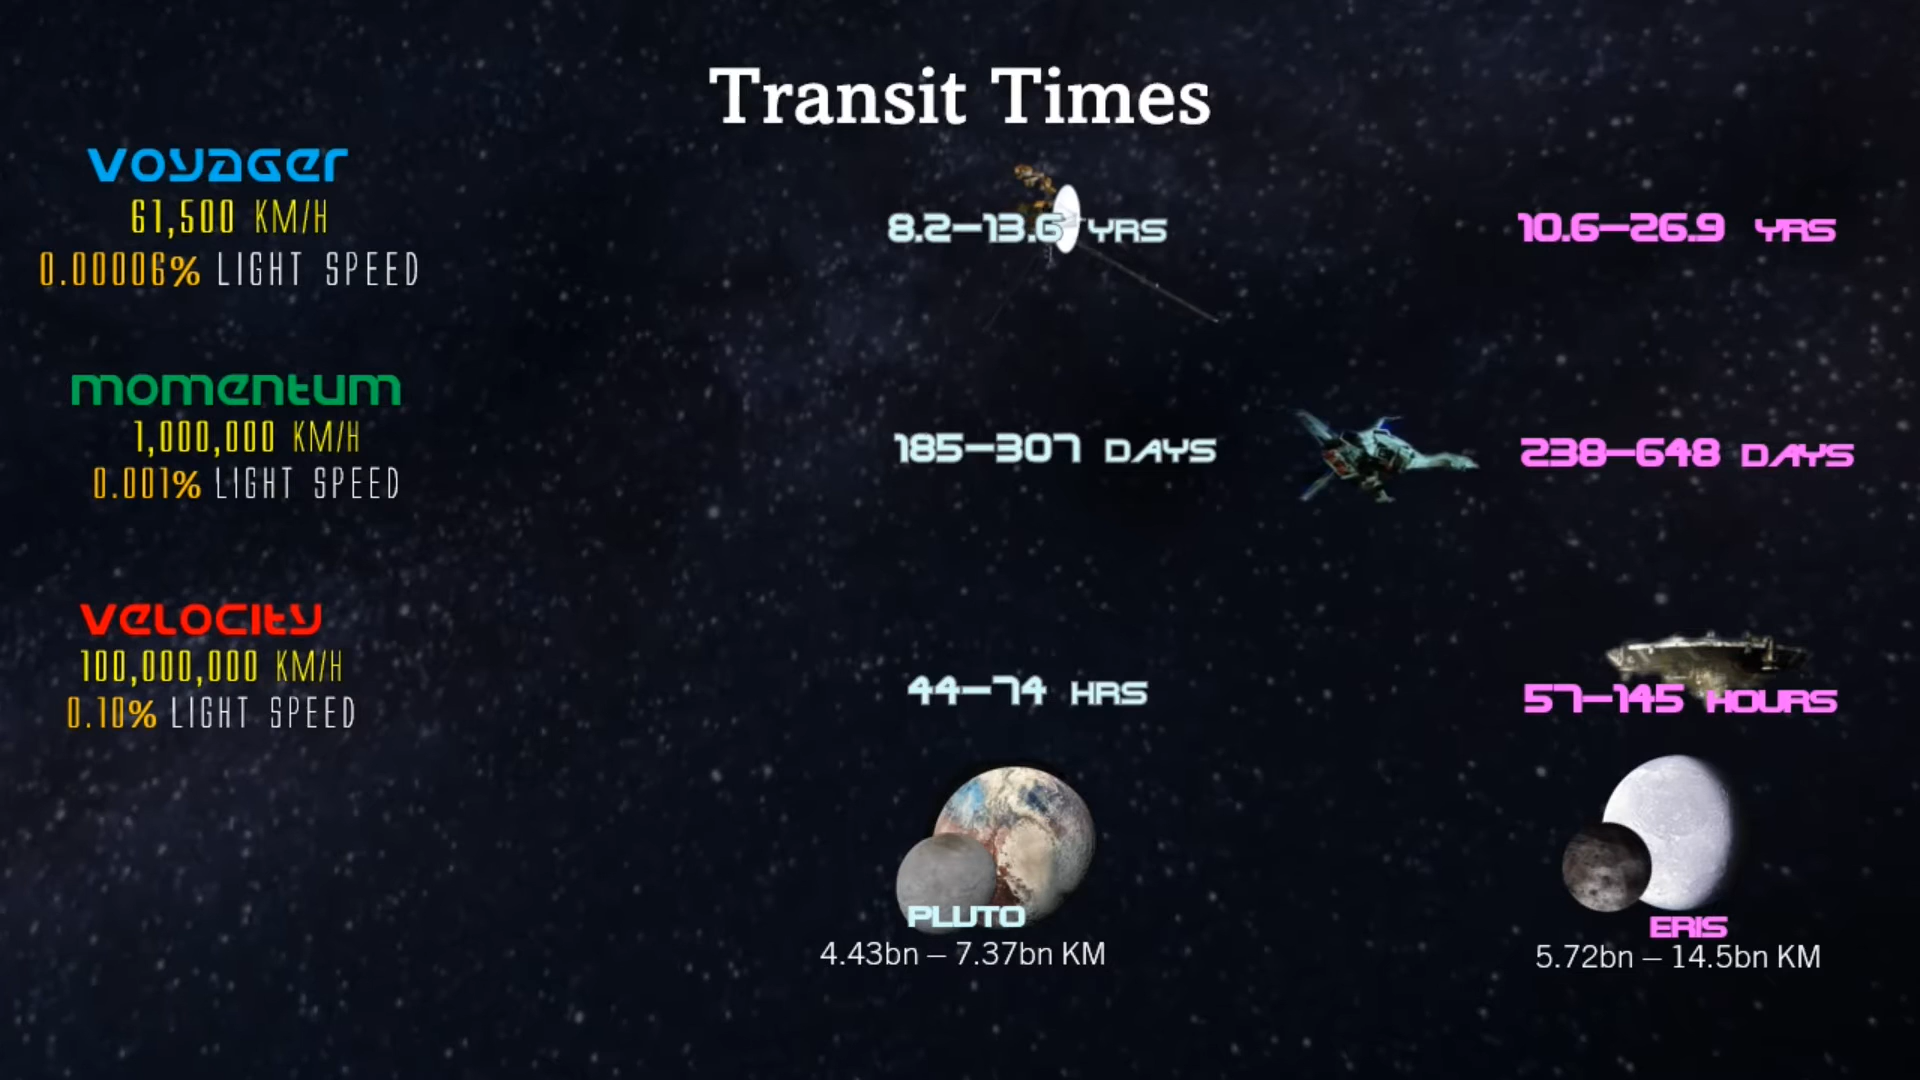 Transit Times
VOYAGER
61,500 KM/H
0.00006% LIGHT SPEED
8.2–13.6 YRS
10.6–26.9 YRS
momentum
1,000,000 KM/H
0.001% LIGHT SPEED
185–307 DAYS
238–648 DAYS
VELOCITY
100,000,000 KM/H
0.10% LIGHT SPEED
44–74 HRS
57–145 HOURS
PLUTO
4.43bn – 7.37bn KM
ERIS
5.72bn – 14.5bn KM